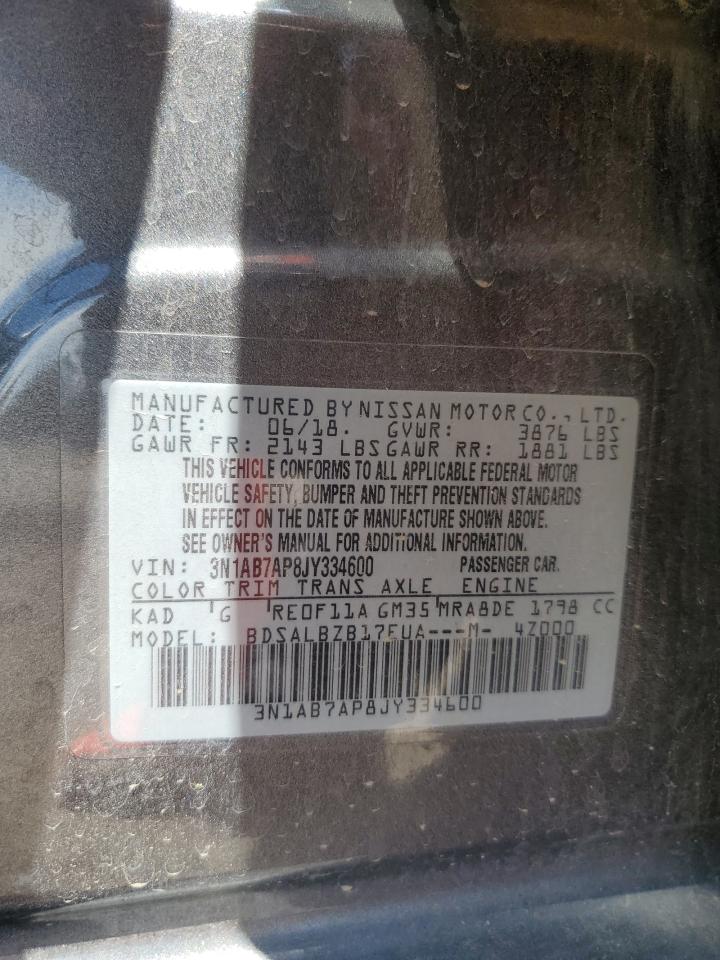 MANUFACTURED BY NISSAN MOTOR CO., LTD.
DATE: 06/18. GVWR: 3876 LBS
GAWR FR: 2143 LBS GAWR RR: 1881 LBS
THIS VEHICLE CONFORMS TO ALL APPLICABLE FEDERAL MOTOR
VEHICLE SAFETY, BUMPER AND THEFT PREVENTION STANDARDS
IN EFFECT ON THE DATE OF MANUFACTURE SHOWN ABOVE.
SEE OWNER'S MANUAL FOR ADDITIONAL INFORMATION.
VIN: 3N1AB7AP8JY334600 PASSENGER CAR.
COLOR TRIM TRANS AXLE ENGINE
KAD G RE0F11A GM35 MRA8DE 1798 CC
MODEL: BDSALBZB17EUA---M- 4Z000
3N1AB7AP8JY334600